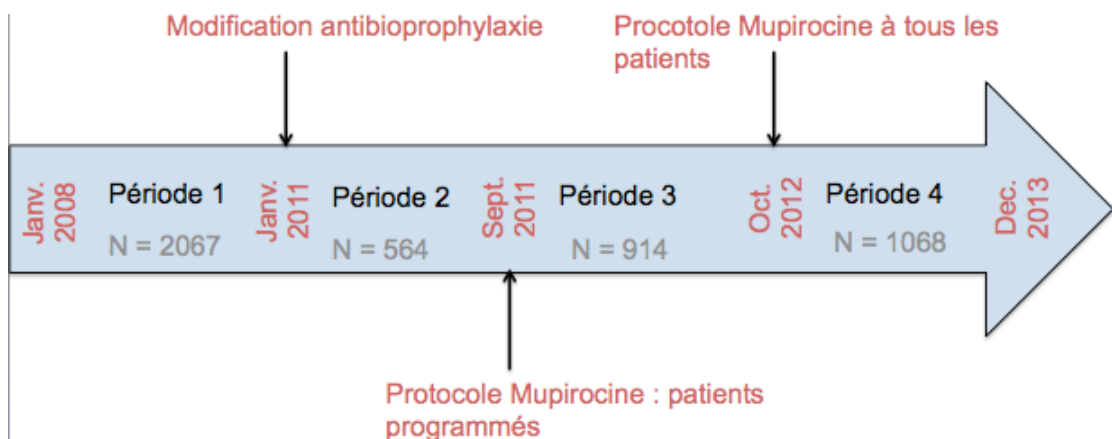 Modification antibioprophylaxie
Procotole Mupirocine à tous les
patients
Janv.
2008
Période 1
N = 2067
Janv.
2011
Période 2
N = 564
Sept.
2011
Période 3
N = 914
Oct.
2012
Période 4
N = 1068
Dec.
2013
Protocole Mupirocine : patients
programmés